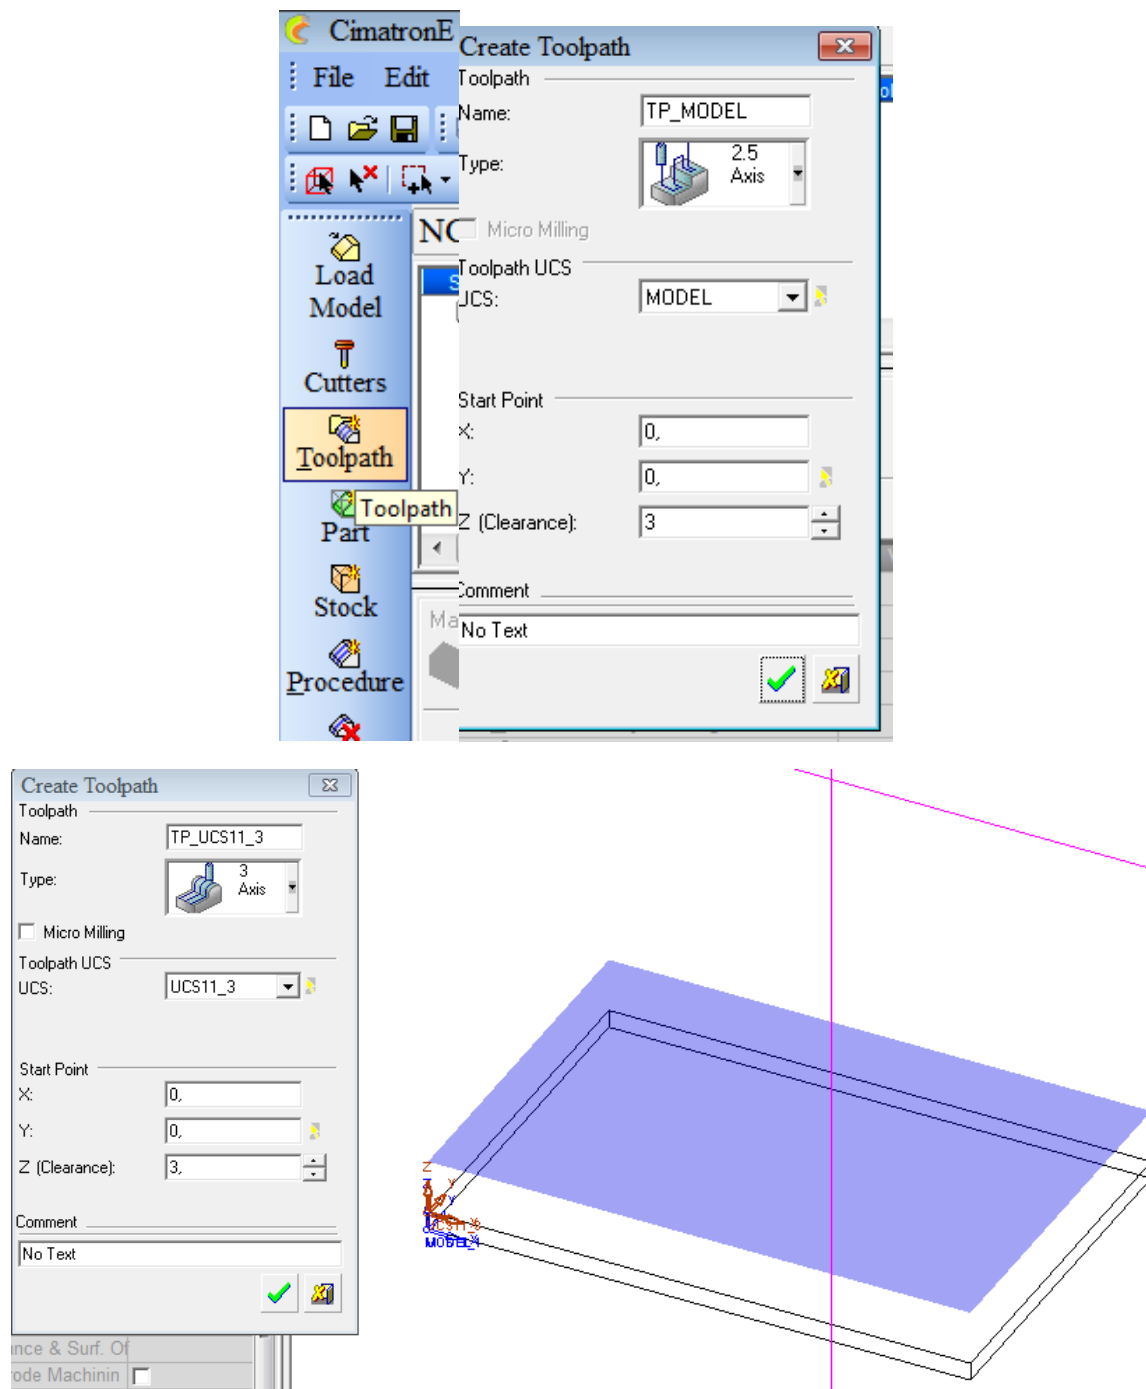 CimatronE
File Edit
Load
Model
Cutters
Toolpath
Toolpath
Part
Stock
Procedure
NC
S
Ma
Create Toolpath
Toolpath
Name: TP_MODEL
Type: 2.5
Axis
Micro Milling
Toolpath UCS
UCS: MODEL
Start Point
X: 0,
Y: 0,
Z (Clearance): 3
Comment
No Text
Create Toolpath
Toolpath
Name: TP_UCS11_3
Type: 3
Axis
Micro Milling
Toolpath UCS
UCS: UCS11_3
Start Point
X: 0,
Y: 0,
Z (Clearance): 3,
Comment
No Text
ance & Surf. Of
rode Machinin
Z
Z
Y
Y